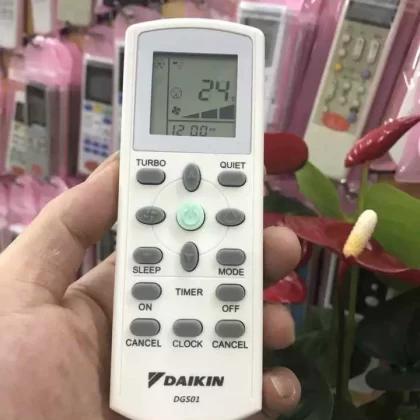 24
12:00
TURBO QUIET
SLEEP MODE
ON TIMER OFF
CANCEL CLOCK CANCEL
DAIKIN
DGS01